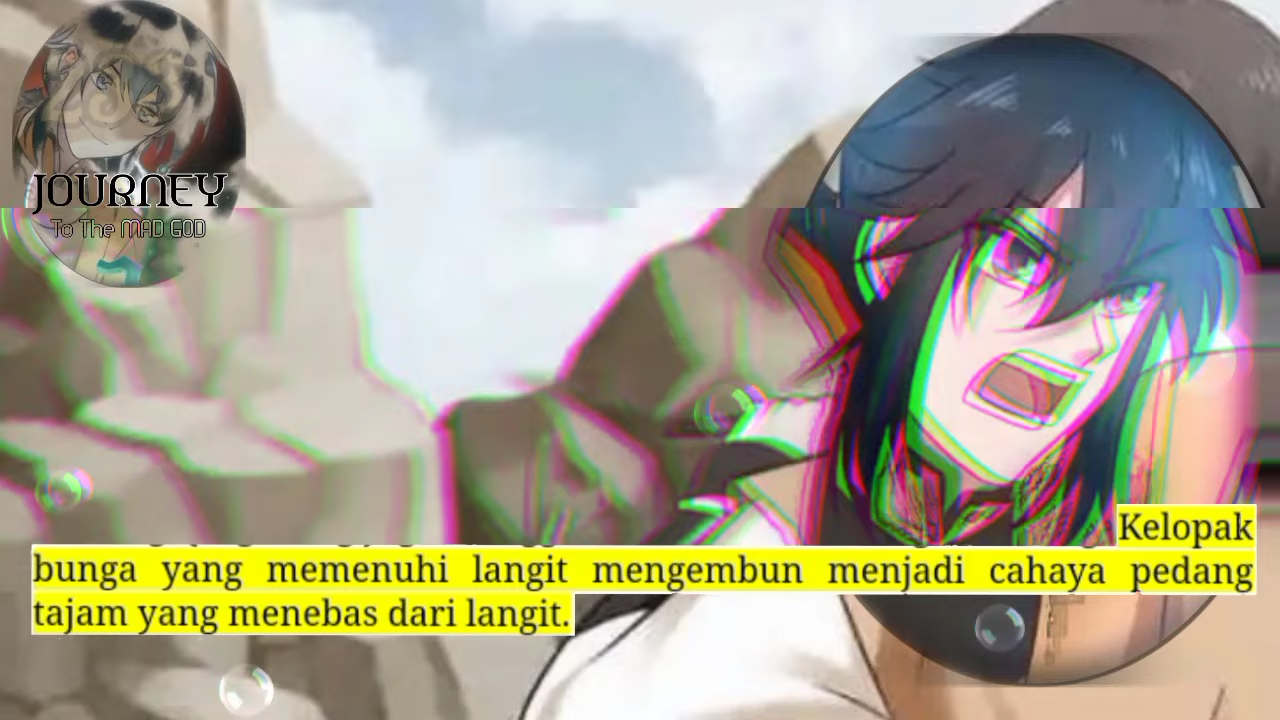 JOURNEY
To The MAD GOD
Kelopak
bunga yang memenuhi langit mengembun menjadi cahaya pedang
tajam yang menebas dari langit.